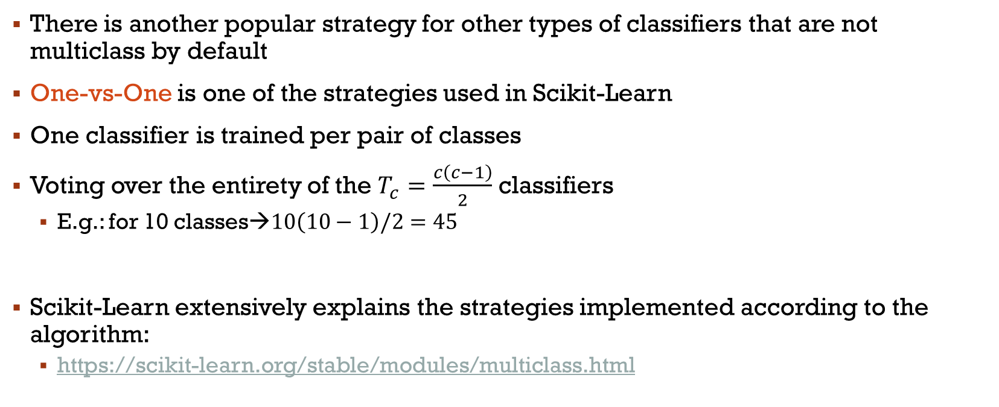 ▪ There is another popular strategy for other types of classifiers that are not
multiclass by default
▪ One-vs-One is one of the strategies used in Scikit-Learn
▪ One classifier is trained per pair of classes
▪ Voting over the entirety of the T_c = c(c−1)/2 classifiers
▪ E.g.: for 10 classes→10(10 − 1)/2 = 45
▪ Scikit-Learn extensively explains the strategies implemented according to the
algorithm:
▪ https://scikit-learn.org/stable/modules/multiclass.html